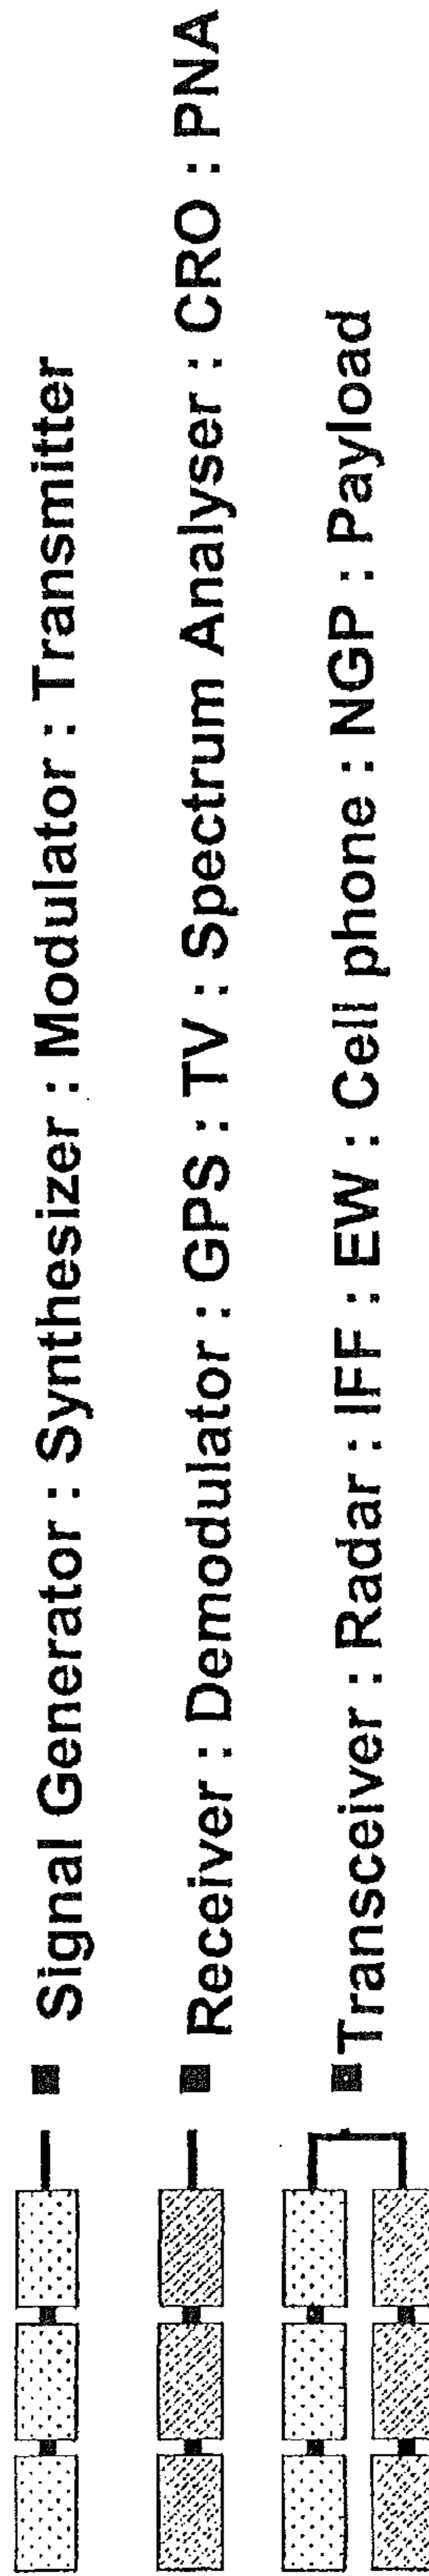 ■ Signal Generator : Synthesizer : Modulator : Transmitter
■ Receiver : Demodulator : GPS : TV : Spectrum Analyser : CRO : PNA
■ Transceiver : Radar : IFF : EW : Cell phone : NGP : Payload